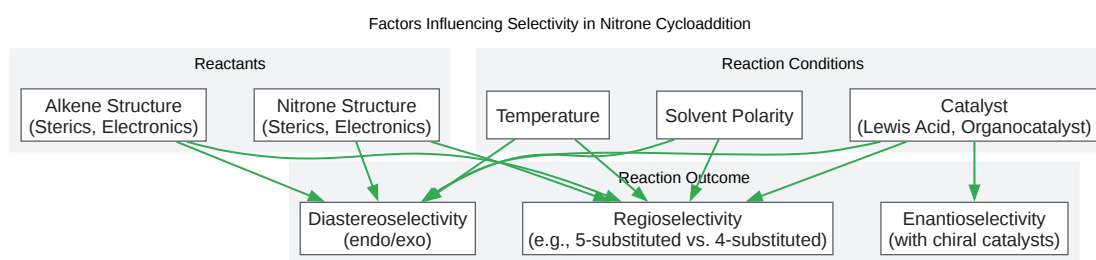 Factors Influencing Selectivity in Nitrone Cycloaddition
Reactants
Reaction Conditions
Alkene Structure
(Sterics, Electronics)
Nitrone Structure
(Sterics, Electronics)
Temperature
Solvent Polarity
Catalyst
(Lewis Acid, Organocatalyst)
Reaction Outcome
Diastereoselectivity
(endo/exo)
Regioselectivity
(e.g., 5-substituted vs. 4-substituted)
Enantioselectivity
(with chiral catalysts)